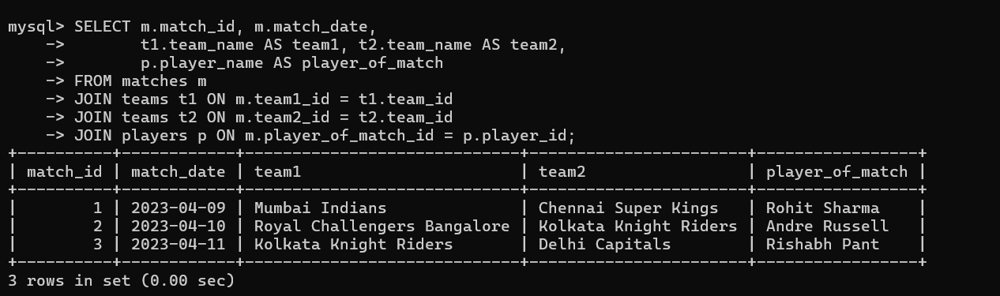 mysql> SELECT m.match_id, m.match_date,
    ->        t1.team_name AS team1, t2.team_name AS team2,
    ->        p.player_name AS player_of_match
    -> FROM matches m
    -> JOIN teams t1 ON m.team1_id = t1.team_id
    -> JOIN teams t2 ON m.team2_id = t2.team_id
    -> JOIN players p ON m.player_of_match_id = p.player_id;
+----------+------------+-----------------------------+-----------------------+-----------------+
| match_id | match_date | team1                       | team2                 | player_of_match |
+----------+------------+-----------------------------+-----------------------+-----------------+
|        1 | 2023-04-09 | Mumbai Indians              | Chennai Super Kings   | Rohit Sharma    |
|        2 | 2023-04-10 | Royal Challengers Bangalore | Kolkata Knight Riders | Andre Russell   |
|        3 | 2023-04-11 | Kolkata Knight Riders       | Delhi Capitals        | Rishabh Pant    |
+----------+------------+-----------------------------+-----------------------+-----------------+
3 rows in set (0.00 sec)